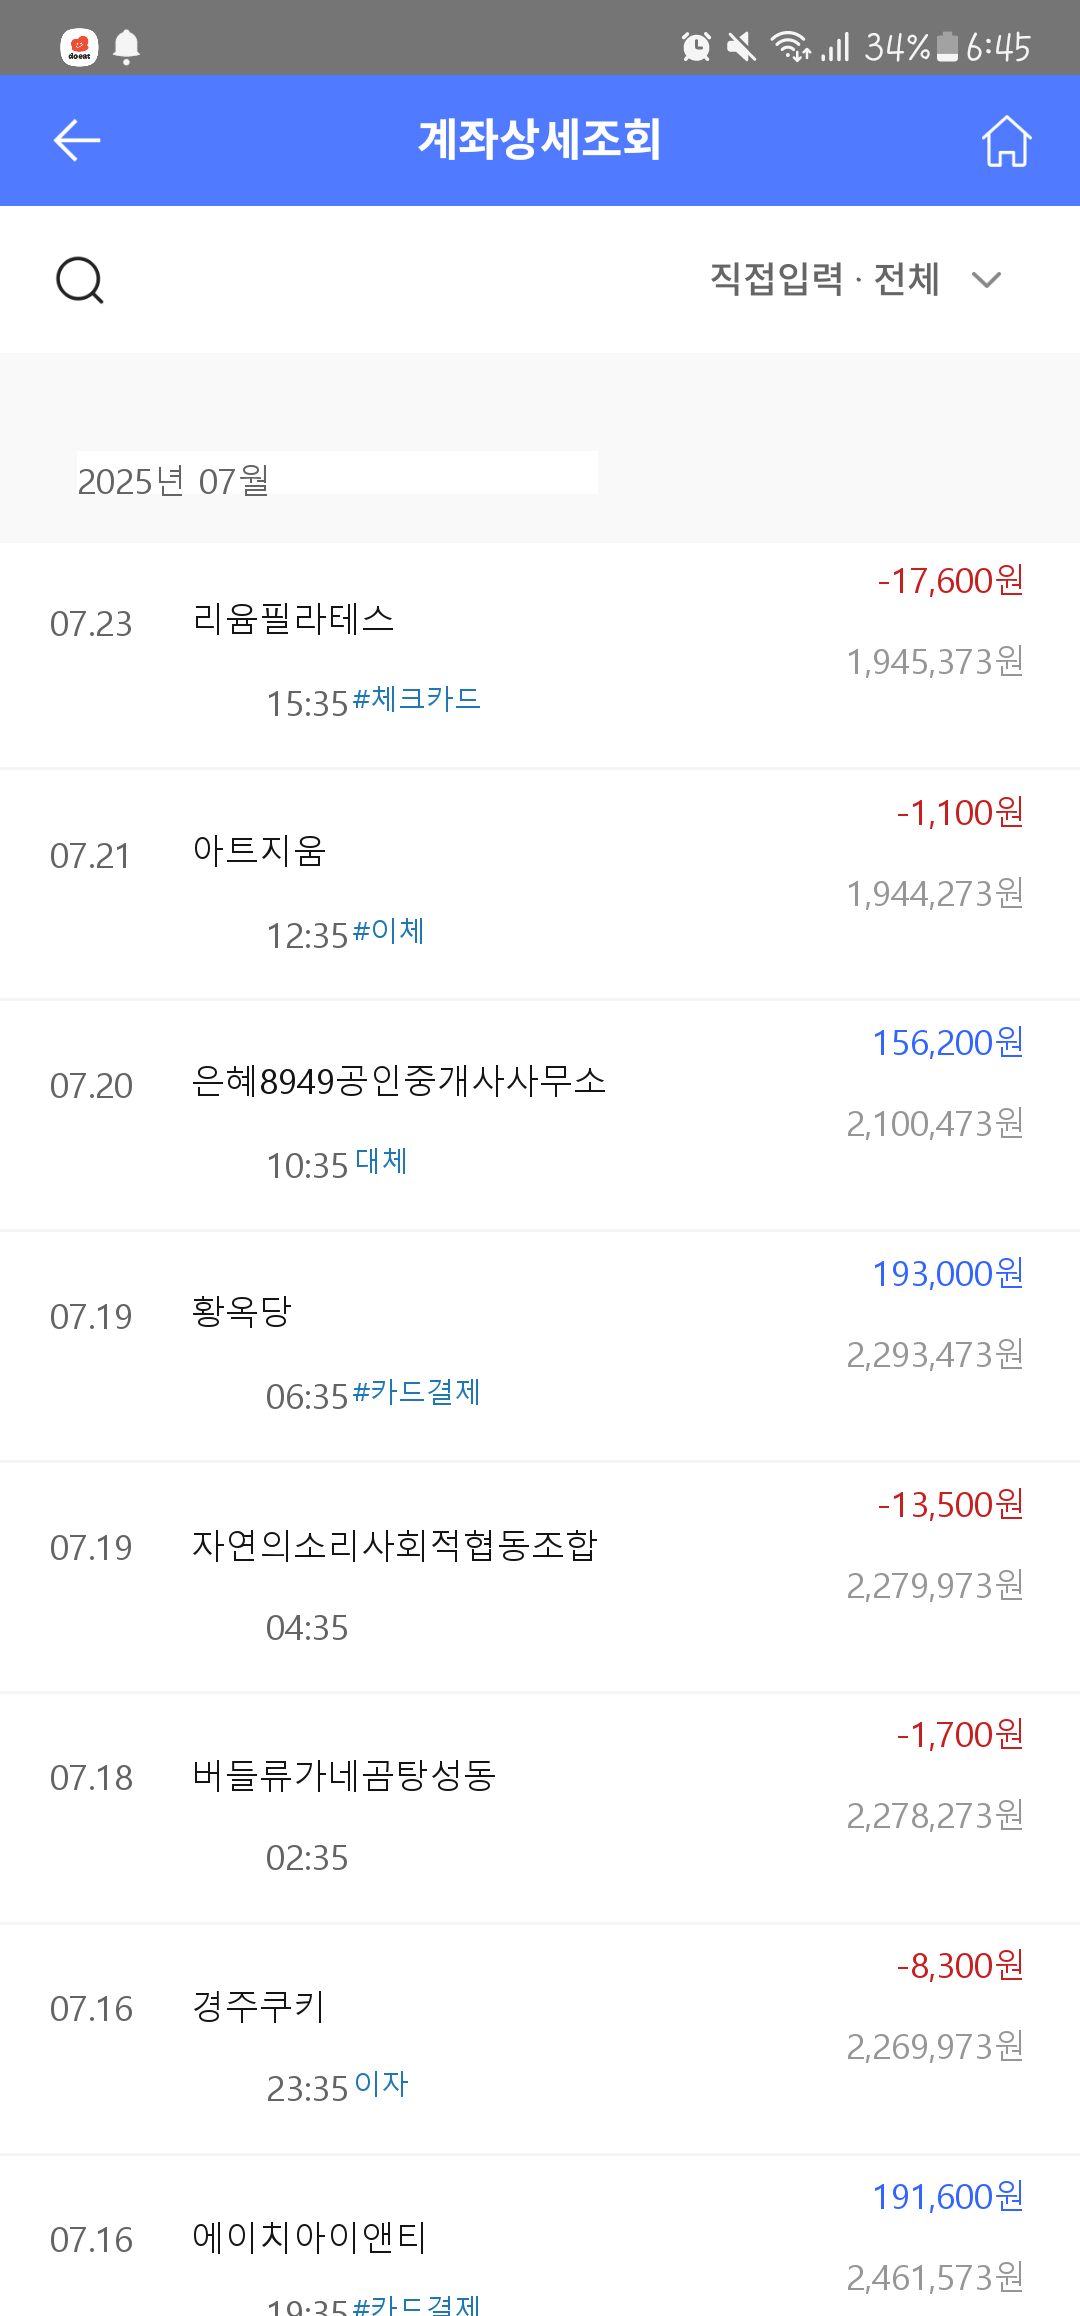 doeat
34% 6:45
계좌상세조회
직접입력 · 전체
2025년 07월
-17,600원
07.23 리윰필라테스
1,945,373원
15:35 #체크카드
-1,100원
07.21 아트지움
1,944,273원
12:35 #이체
156,200원
07.20 은혜8949공인중개사사무소
2,100,473원
10:35 대체
193,000원
07.19 황옥당
2,293,473원
06:35 #카드결제
-13,500원
07.19 자연의소리사회적협동조합
2,279,973원
04:35
-1,700원
07.18 버들류가네곰탕성동
2,278,273원
02:35
-8,300원
07.16 경주쿠키
2,269,973원
23:35 이자
191,600원
07.16 에이치아이앤티
2,461,573원
19:35 #카드결제